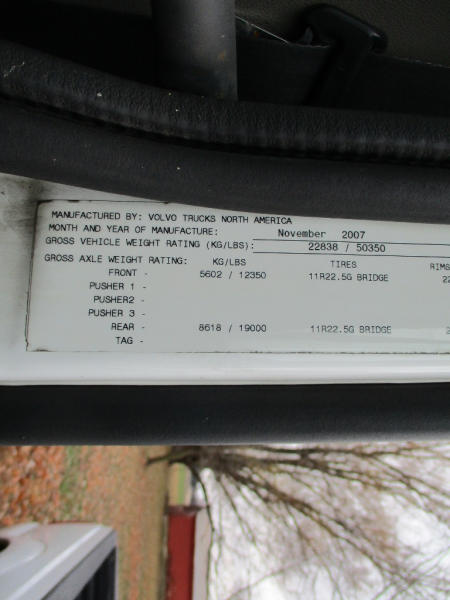 MANUFACTURED BY: VOLVO TRUCKS NORTH AMERICA
MONTH AND YEAR OF MANUFACTURE: November 2007
GROSS VEHICLE WEIGHT RATING (KG/LBS): 22838 / 50350
GROSS AXLE WEIGHT RATING: KG/LBS TIRES RIMS
FRONT - 5602 / 12350 11R22.5G BRIDGE
PUSHER 1 -
PUSHER2 -
PUSHER 3 -
REAR - 8618 / 19000 11R22.5G BRIDGE
TAG -